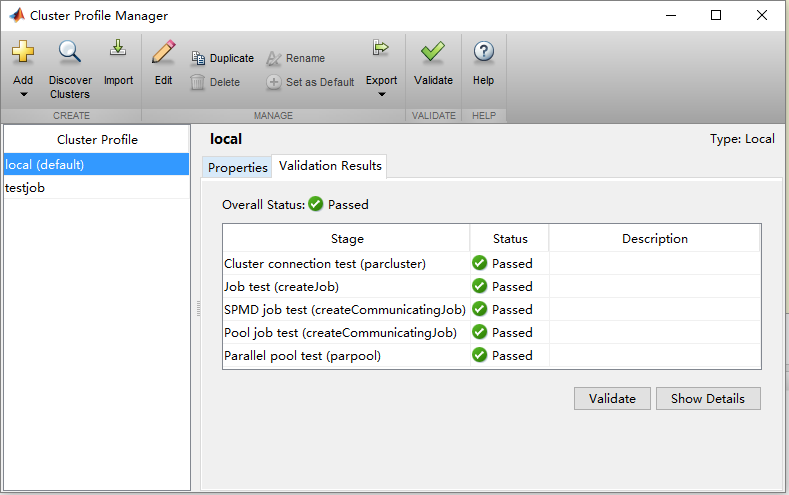 Cluster Profile Manager
Add
Discover Clusters
Import
Edit
Duplicate
Delete
Rename
Set as Default
Export
Validate
Help
CREATE
MANAGE
VALIDATE
HELP
Cluster Profile
local (default)
testjob
local
Type: Local
Properties
Validation Results
Overall Status: Passed
Stage Status Description
Cluster connection test (parcluster) Passed
Job test (createJob) Passed
SPMD job test (createCommunicatingJob) Passed
Pool job test (createCommunicatingJob) Passed
Parallel pool test (parpool) Passed
Validate
Show Details